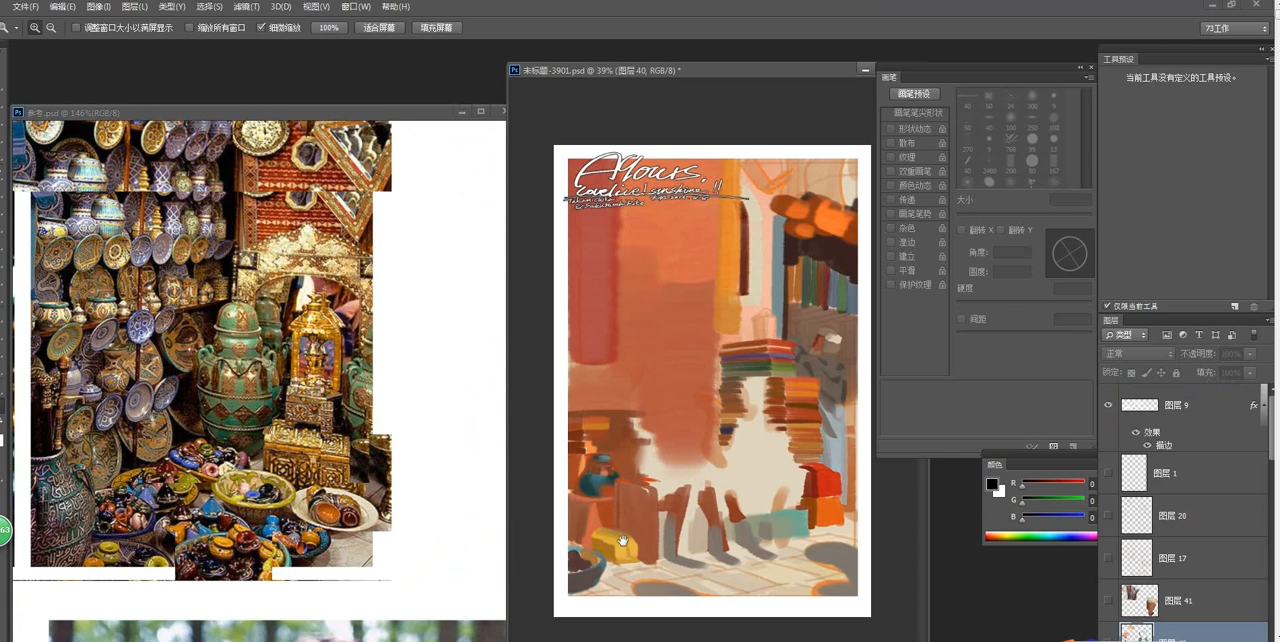 文件(F) 编辑(E) 图像(I) 图层(L) 类型(Y) 选择(S) 滤镜(T) 3D(D) 视图(V) 窗口(W) 帮助(H)
调整窗口大小以满屏显示 缩放所有窗口 细微缩放 100% 适合屏幕 填充屏幕
73工作
参考.psd @ 146%(RGB/8)
未标题-3901.psd @ 39% (图层 40, RGB/8) *
Lovelive! sunshine!!
63
画笔
画笔预设
画笔笔尖形状
形状动态
散布
纹理
双重画笔
颜色动态
传递
画笔笔势
杂色
湿边
建立
平滑
保护纹理
大小
翻转 X 翻转 Y
角度:
圆度:
硬度
间距
颜色
R 0
G 0
B 0
工具预设
当前工具没有定义的工具预设。
仅限当前工具
图层
类型
正常 不透明度: 100%
锁定: 填充: 100%
图层 9 fx
效果
描边
图层 1
图层 20
图层 17
图层 41